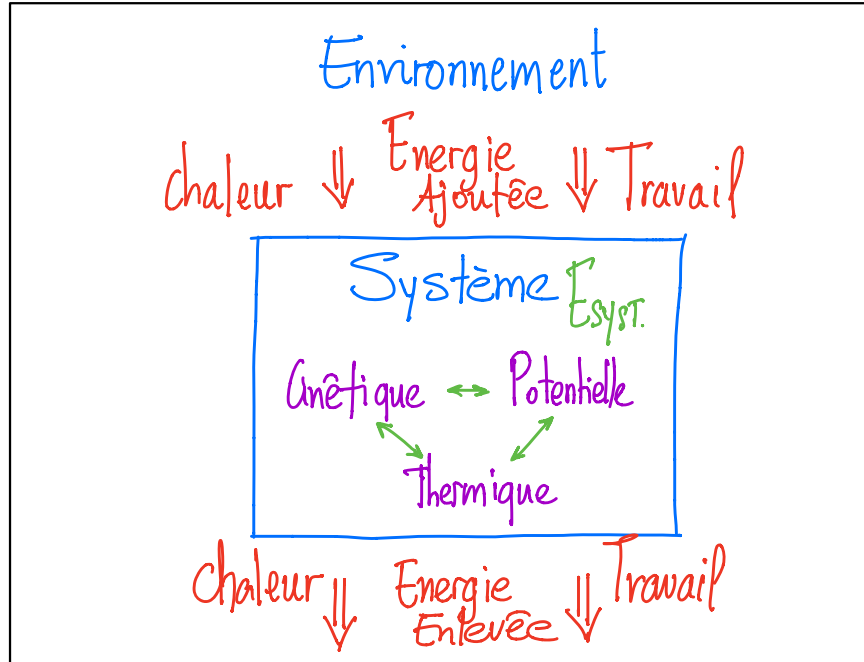 Environnement
Chaleur Energie Travail
Ajoutée
Système Esyst.
Cinétique Potentielle
Thermique
Chaleur Energie Travail
Enlevée